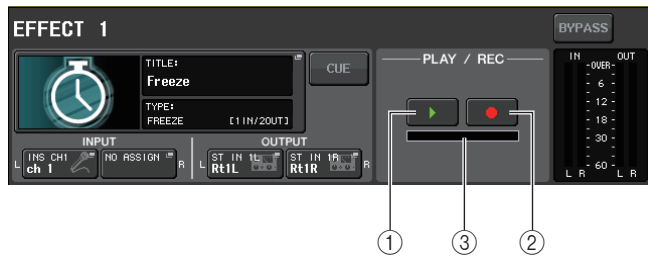 EFFECT 1
BYPASS
TITLE:
Freeze
CUE
TYPE:
FREEZE [1IN/2OUT]
PLAY / REC
IN OUT
-OVER-
- 6 -
- 12 -
- 18 -
- 30 -
- 60 -
L R L R
INPUT OUTPUT
L INS CH1 ch 1 NO ASSIGN R
L ST IN 1L Rt1L ST IN 1R Rt1R R
① ③ ②